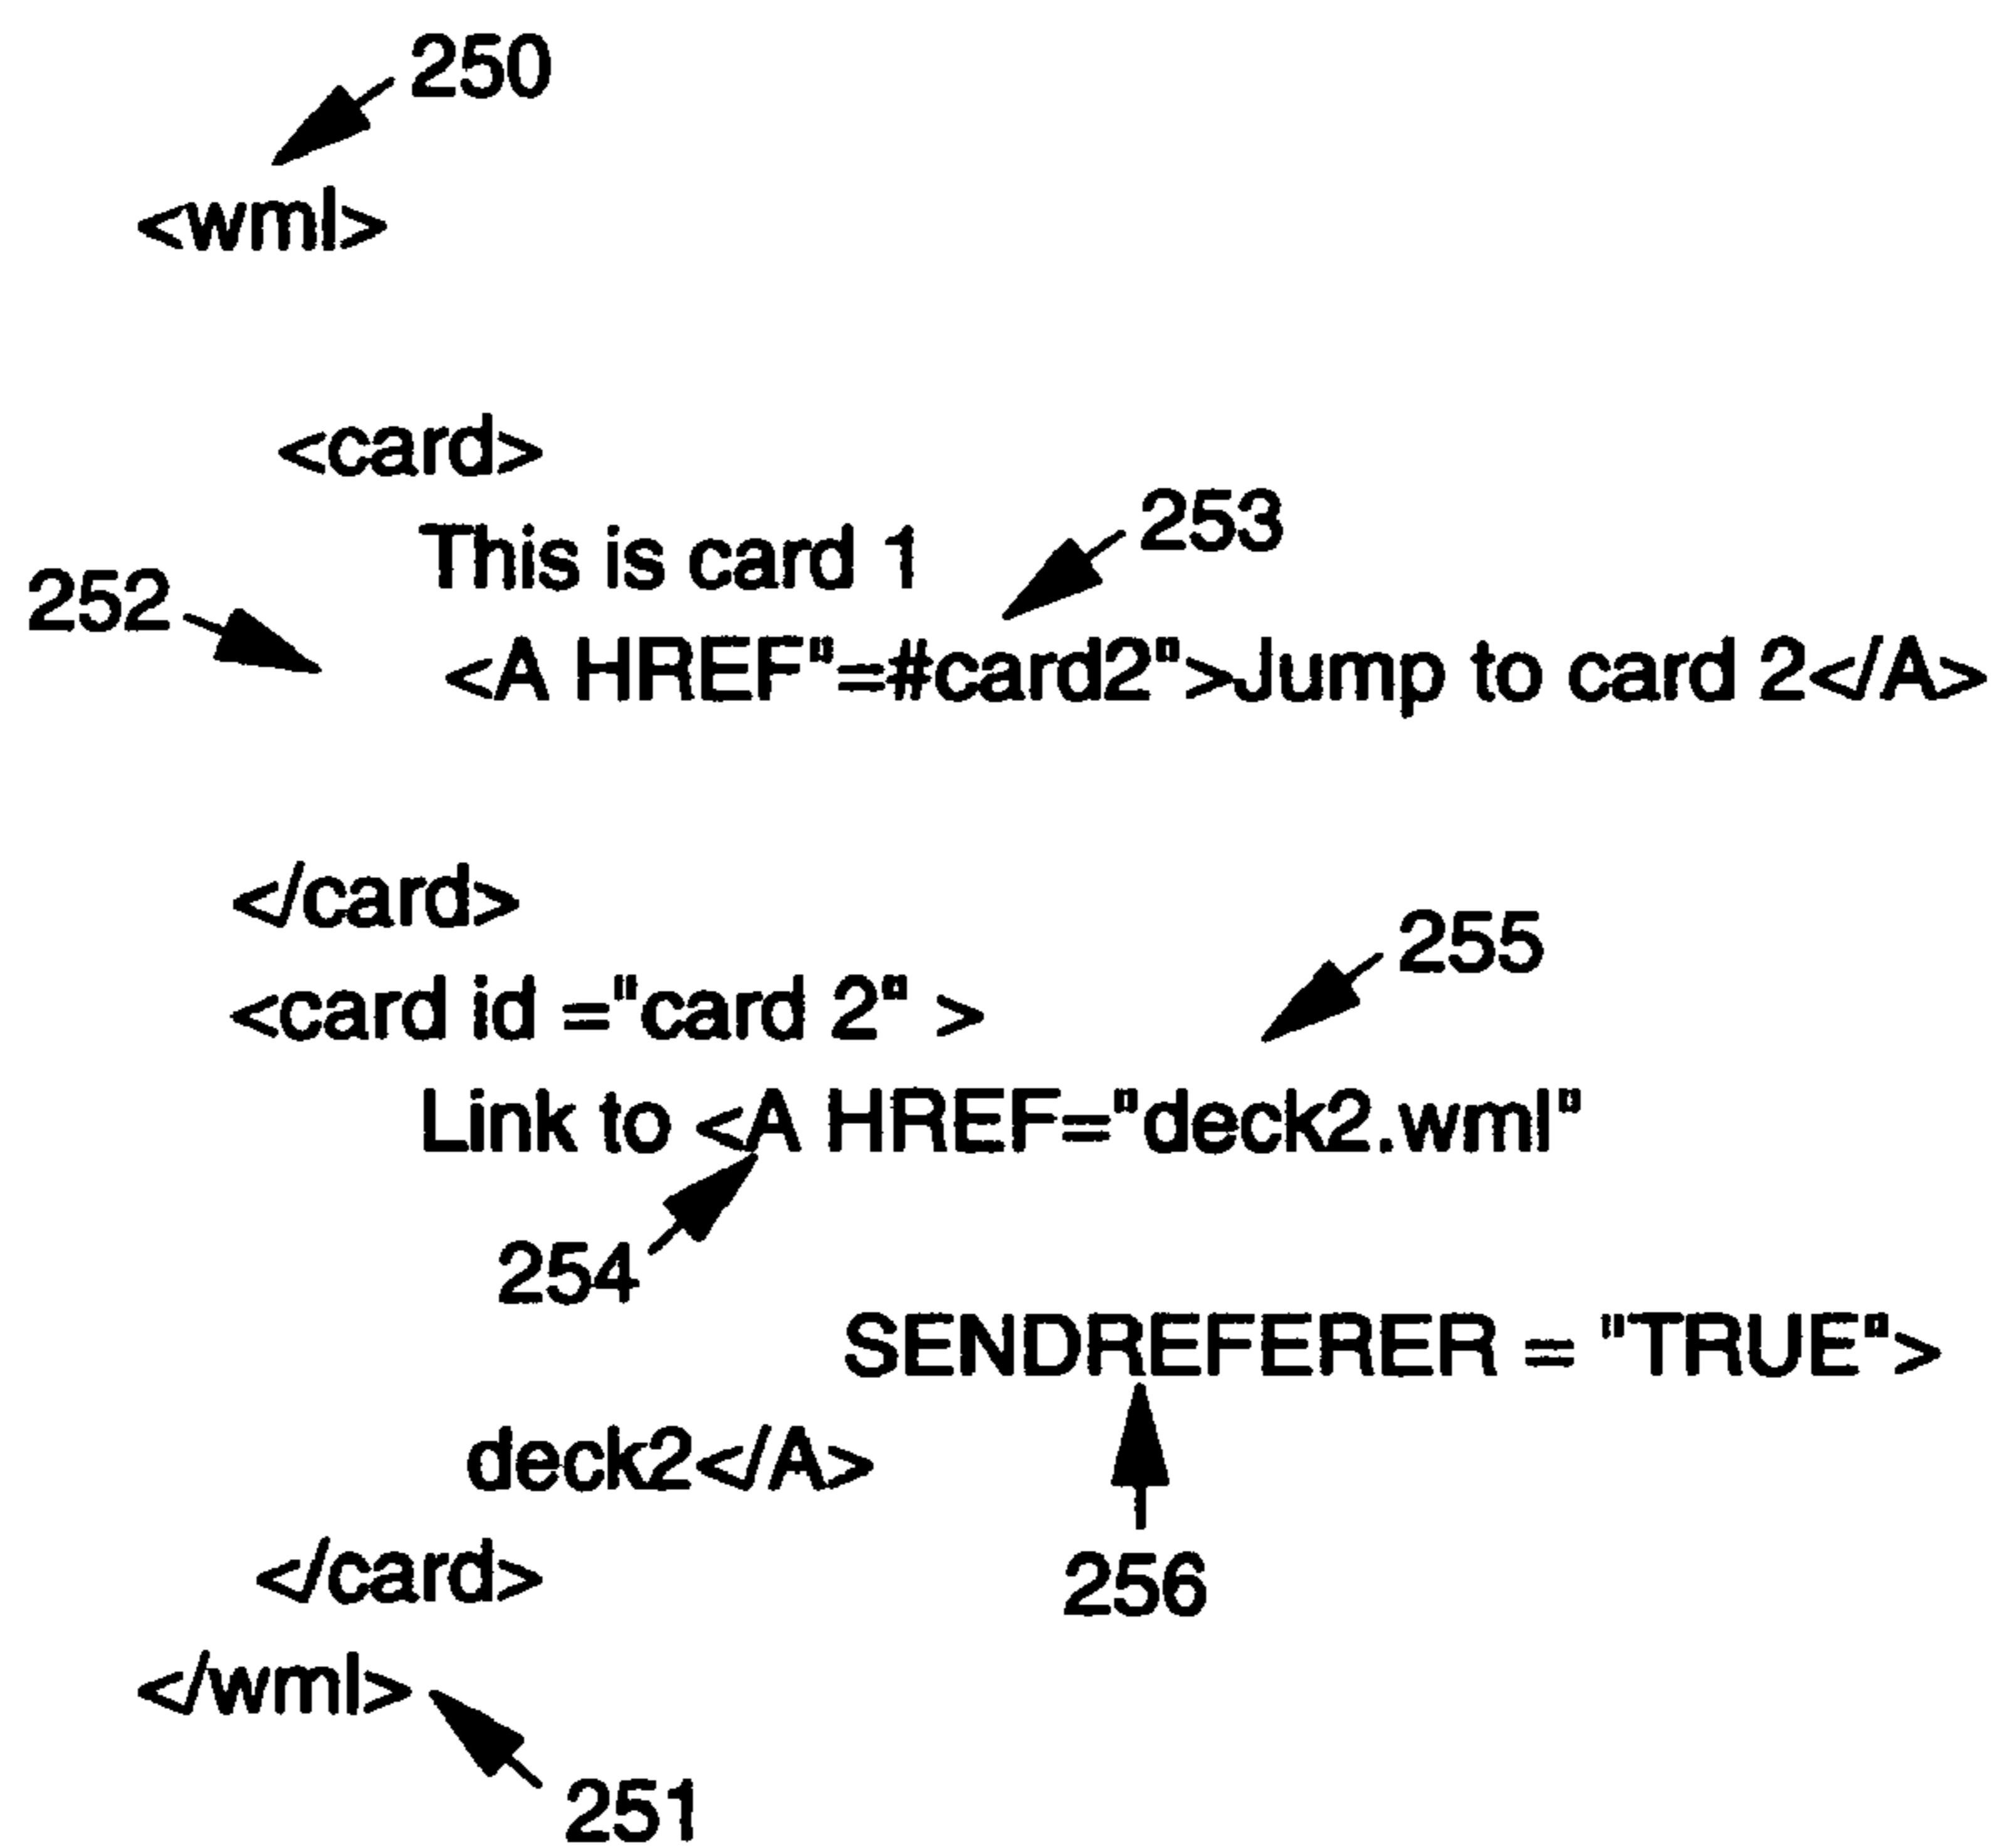 250
<wml>
<card>
This is card 1
253
252
<A HREF"=#card2">Jump to card 2</A>
</card>
255
<card id ="card 2" >
Link to <A HREF="deck2.wml"
254
SENDREFERER = "TRUE">
deck2</A>
</card>
256
</wml>
251